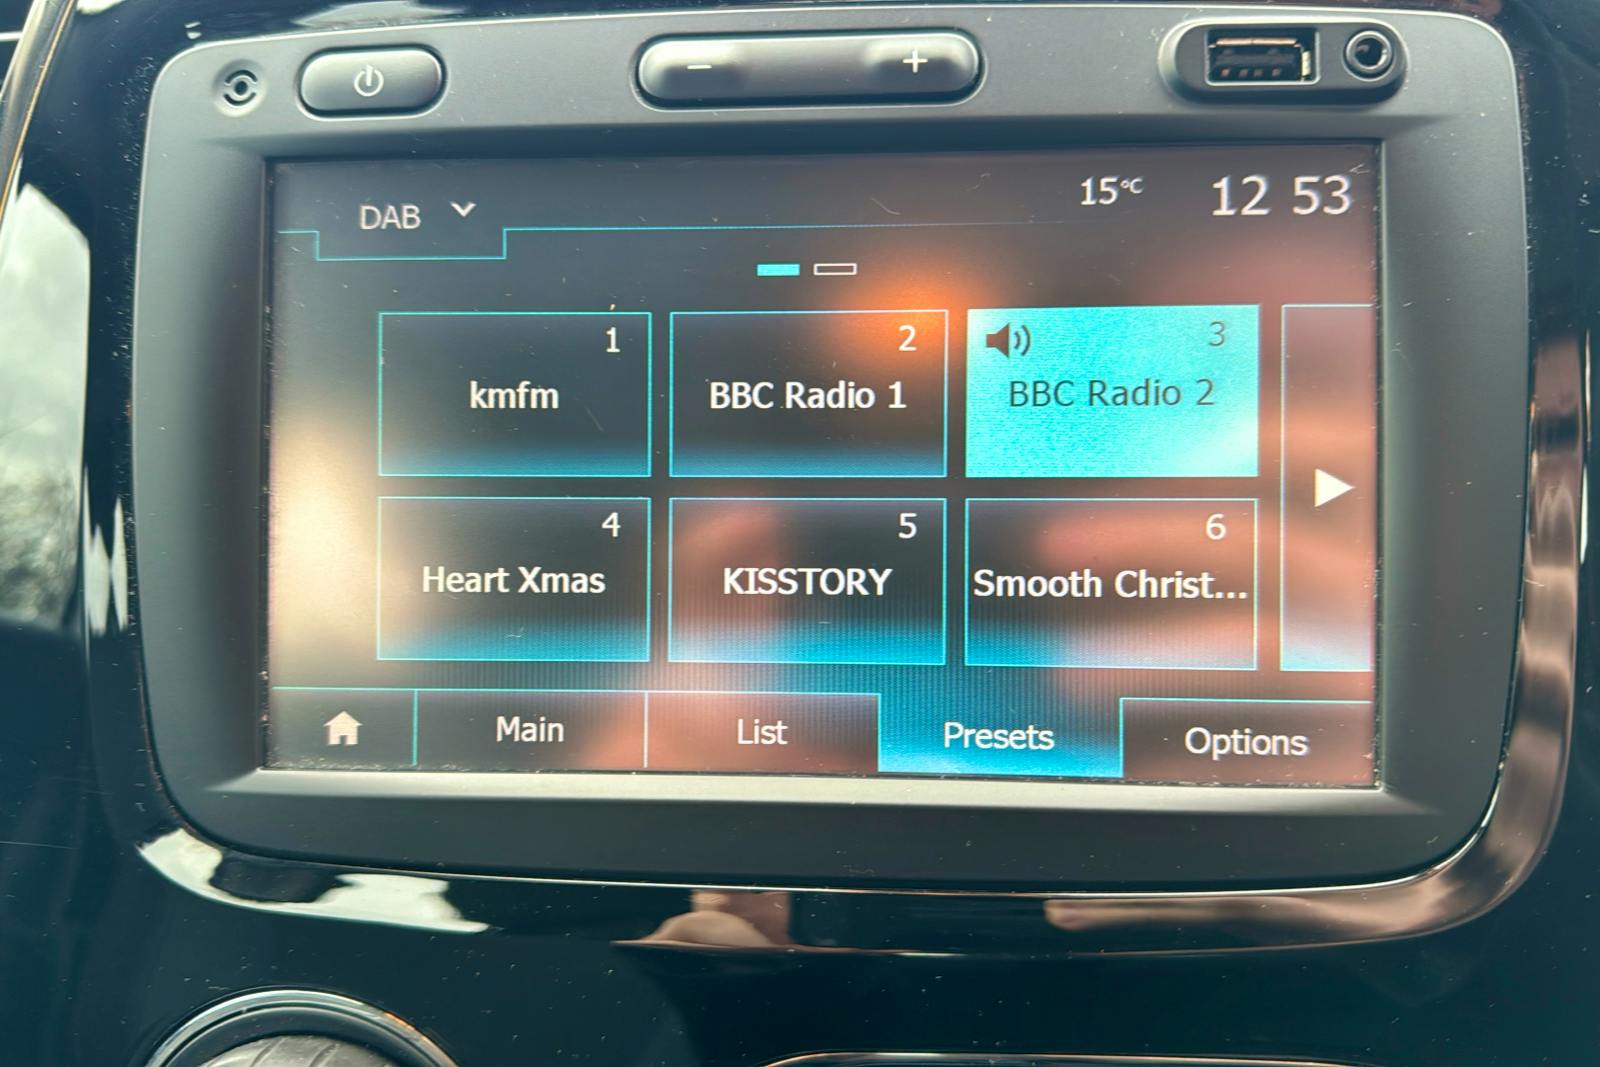 DAB
15°C 12 53
1 2 3
kmfm BBC Radio 1 BBC Radio 2
4 5 6
Heart Xmas KISSTORY Smooth Christ...
Main List Presets Options